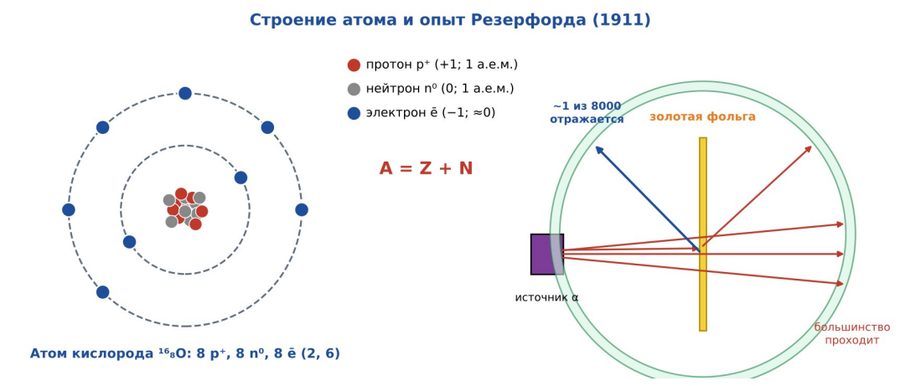 Строение атома и опыт Резерфорда (1911)
протон p⁺ (+1; 1 а.е.м.)
нейтрон n⁰ (0; 1 а.е.м.)
электрон ē (−1; ≈0)
A = Z + N
Атом кислорода ¹⁶₈O: 8 p⁺, 8 n⁰, 8 ē (2, 6)
~1 из 8000
отражается
золотая фольга
источник α
большинство
проходит